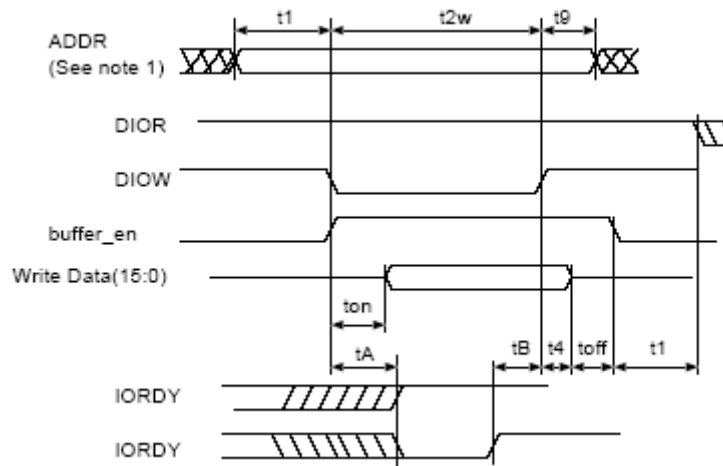 t1 t2w t9
ADDR
(See note 1)
DIOR
DIOW
buffer_en
Write Data(15:0)
ton
tA tB t4 toff t1
IORDY
IORDY